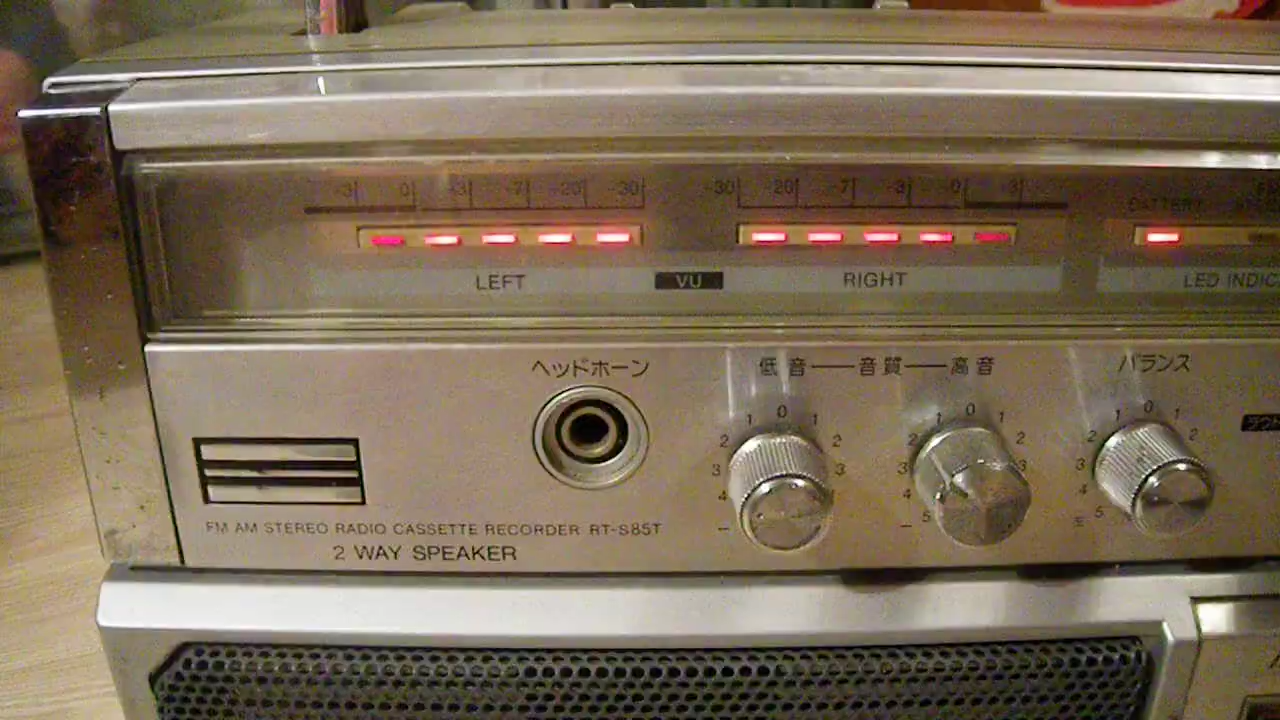 -3 0 -3 -7 -20 -30 -30 -20 -7 -3 0 3
BATTERY
LEFT VU RIGHT LED INDIC
ヘッドホーン 低音 — 音質 — 高音 バランス
2 1 0 1 2 2 1 0 1 2 2 1 0 1 2
3 3 3 3 3
4 4 4
5 5
FM AM STEREO RADIO CASSETTE RECORDER RT-S85T
2 WAY SPEAKER